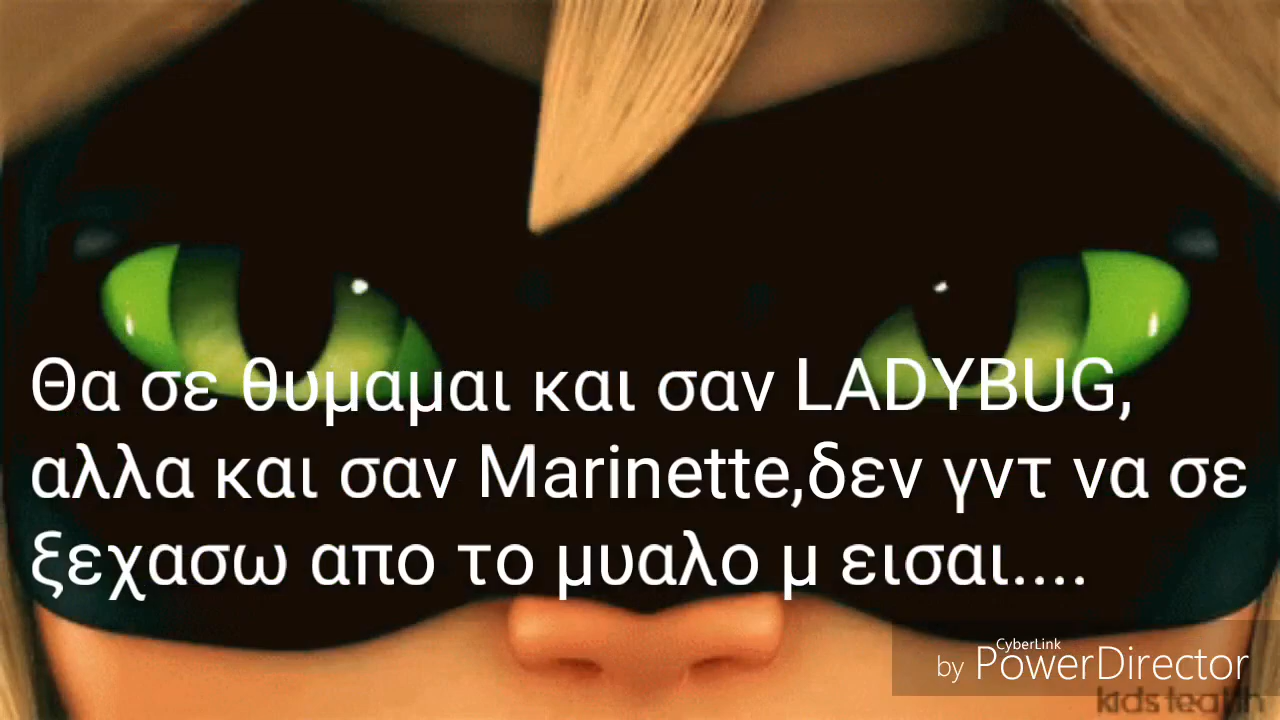 Θα σε θυμαμαι και σαν LADYBUG,
αλλα και σαν Marinette,δεν γντ να σε
ξεχασω απο το μυαλο μ εισαι....
CyberLink
by PowerDirector
kids